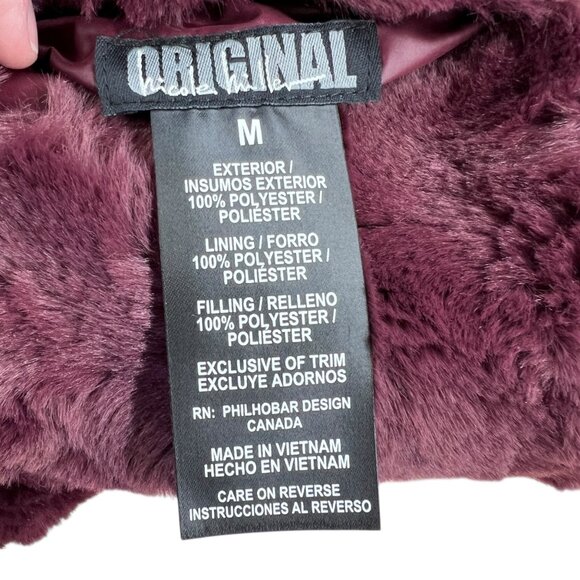 ORIGINAL
Nicole Miller
M
EXTERIOR /
INSUMOS EXTERIOR
100% POLYESTER /
POLIÉSTER
LINING / FORRO
100% POLYESTER /
POLIÉSTER
FILLING / RELLENO
100% POLYESTER /
POLIÉSTER
EXCLUSIVE OF TRIM
EXCLUYE ADORNOS
RN: PHILHOBAR DESIGN
CANADA
MADE IN VIETNAM
HECHO EN VIETNAM
CARE ON REVERSE
INSTRUCCIONES AL REVERSO